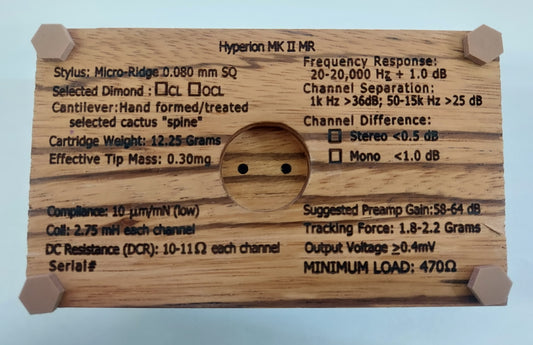 Hyperion MK II MR
Stylus: Micro-Ridge 0.080 mm SQ
Selected Dimond : ☐CL ☐OCL
Cantilever:Hand formed/treated
selected cactus "spine"
Cartridge Weight: 12.25 Grams
Effective Tip Mass: 0.30mg
Frequency Response:
20-20,000 Hz + 1.0 dB
Channel Separation:
1k Hz >36dB; 50-15k Hz >25 dB
Channel Difference:
☐ Stereo <0.5 dB
☐ Mono <1.0 dB
Compliance: 10 μm/mN (low)
Coil: 2.75 mH each channel
DC Resistance (DCR): 10-11Ω each channel
Serial#
Suggested Preamp Gain:58-64 dB
Tracking Force: 1.8-2.2 Grams
Output Voltage ≥0.4mV
MINIMUM LOAD: 470Ω